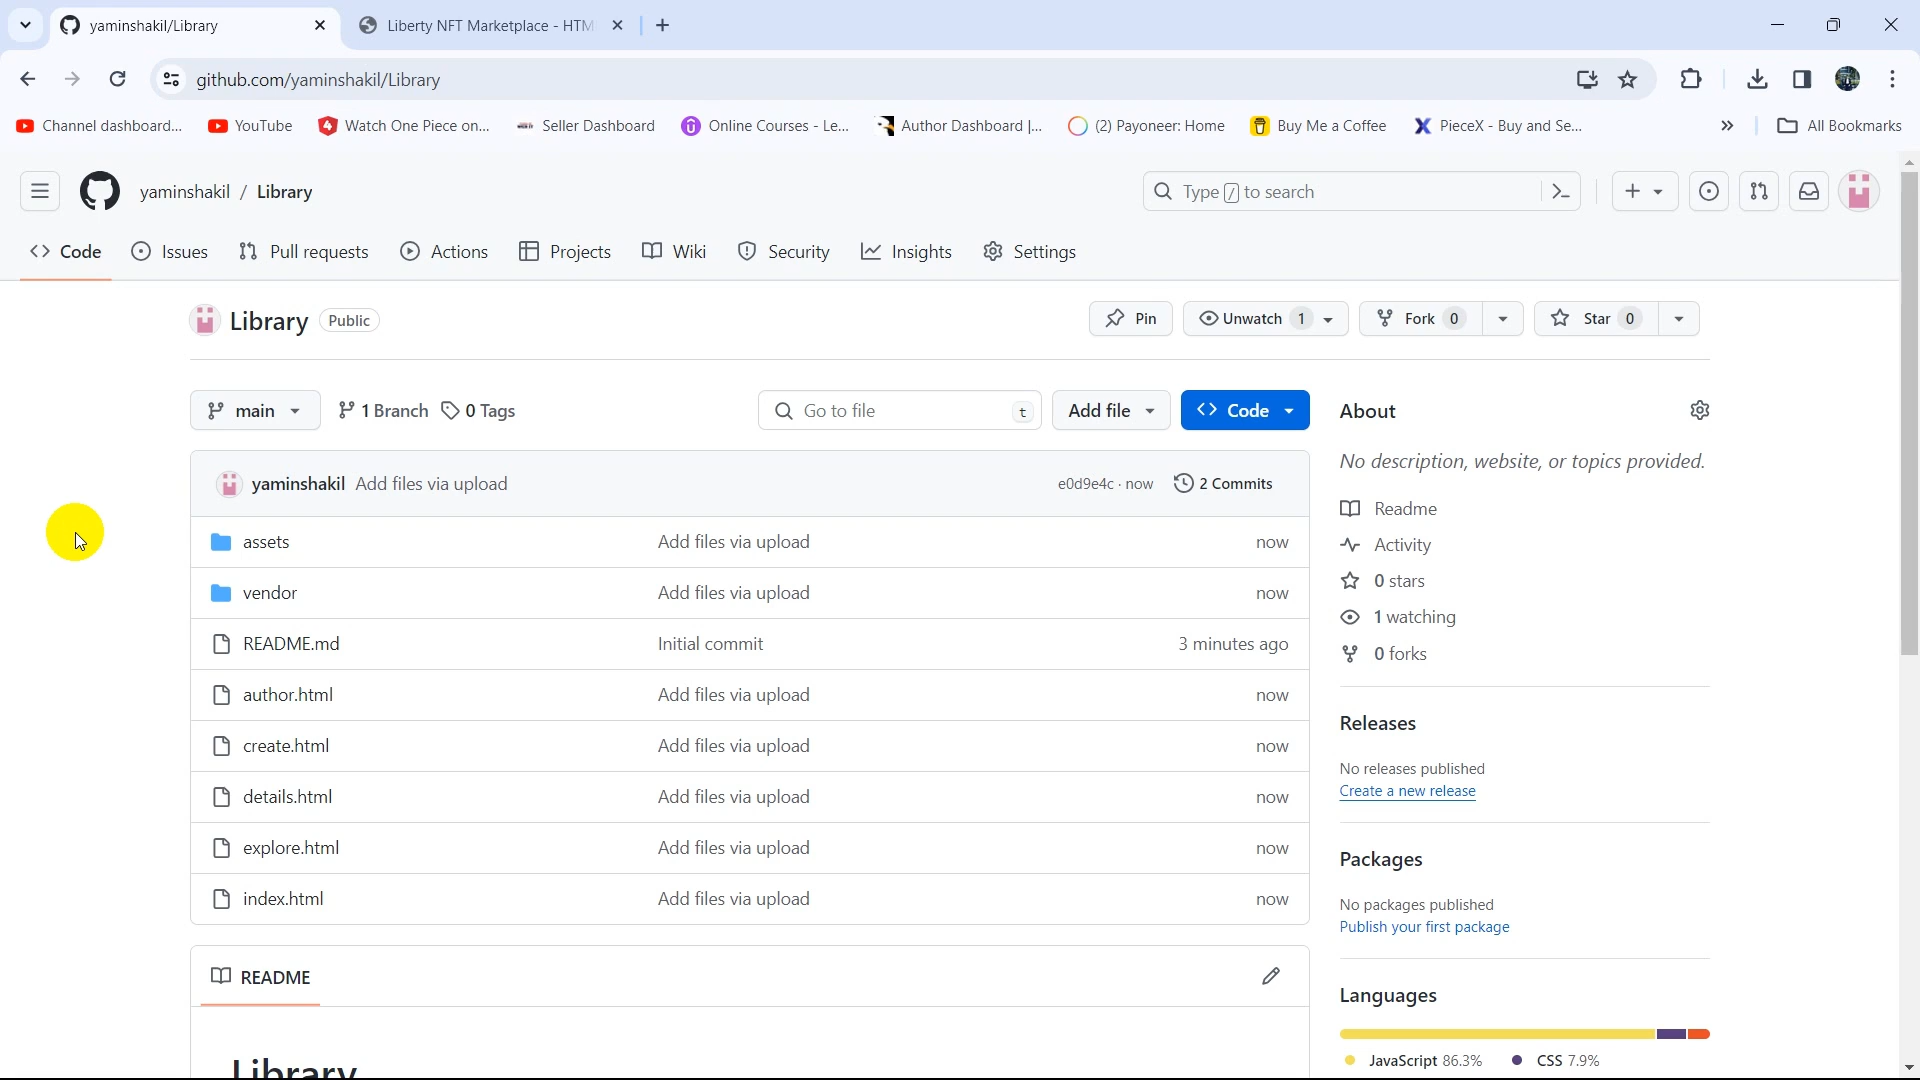 yaminshakil/Library
Liberty NFT Marketplace - HTM
github.com/yaminshakil/Library
Channel dashboard... YouTube Watch One Piece on... Seller Dashboard Online Courses - Le... Author Dashboard |... (2) Payoneer: Home Buy Me a Coffee PieceX - Buy and Se... » All Bookmarks
yaminshakil / Library Type / to search
Code Issues Pull requests Actions Projects Wiki Security Insights Settings
Library Public Pin Unwatch 1 Fork 0 Star 0
main 1 Branch 0 Tags Go to file t Add file Code About
No description, website, or topics provided.
yaminshakil Add files via upload e0d9e4c · now 2 Commits
Readme
assets Add files via upload now
Activity
0 stars
vendor Add files via upload now
1 watching
README.md Initial commit 3 minutes ago
0 forks
author.html Add files via upload now
Releases
create.html Add files via upload now
No releases published
Create a new release
details.html Add files via upload now
explore.html Add files via upload now
Packages
index.html Add files via upload now
No packages published
Publish your first package
README
Languages
Library
JavaScript 86.3% CSS 7.9%